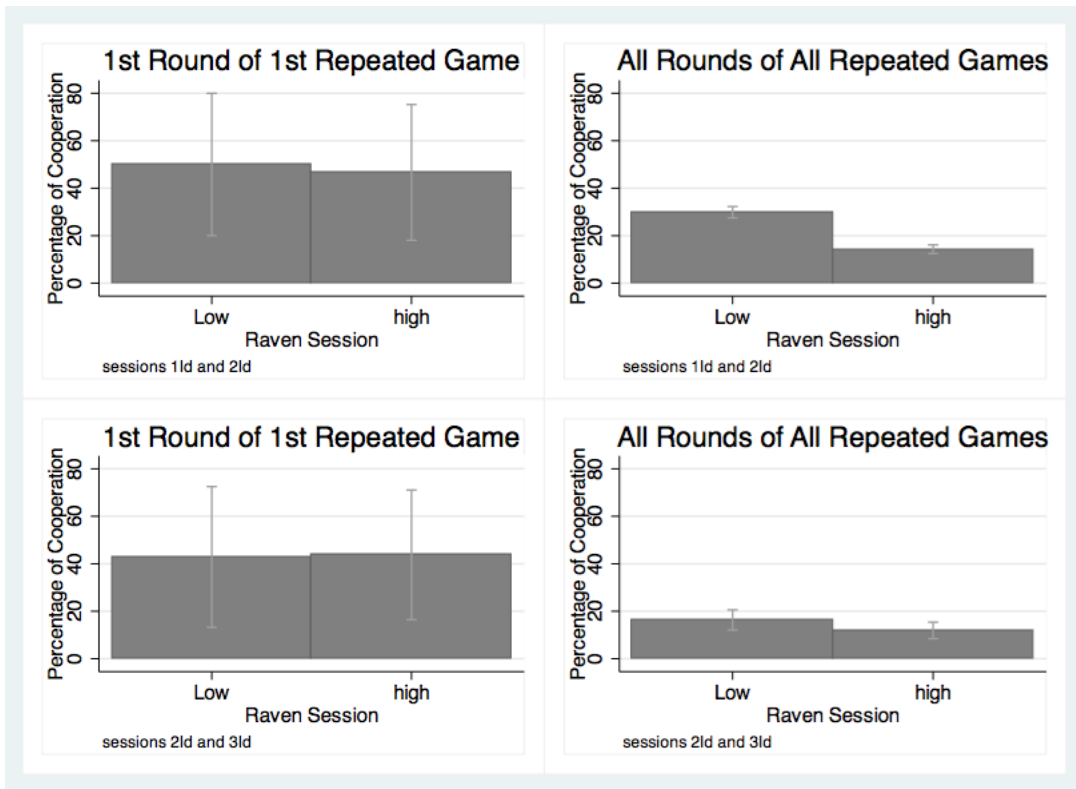 1st Round of 1st Repeated Game
Percentage of Cooperation
80
60
40
20
0
Low high
Raven Session
sessions 1ld and 2ld
All Rounds of All Repeated Games
Percentage of Cooperation
80
60
40
20
0
Low high
Raven Session
sessions 1ld and 2ld
1st Round of 1st Repeated Game
Percentage of Cooperation
80
60
40
20
0
Low high
Raven Session
sessions 2ld and 3ld
All Rounds of All Repeated Games
Percentage of Cooperation
80
60
40
20
0
Low high
Raven Session
sessions 2ld and 3ld